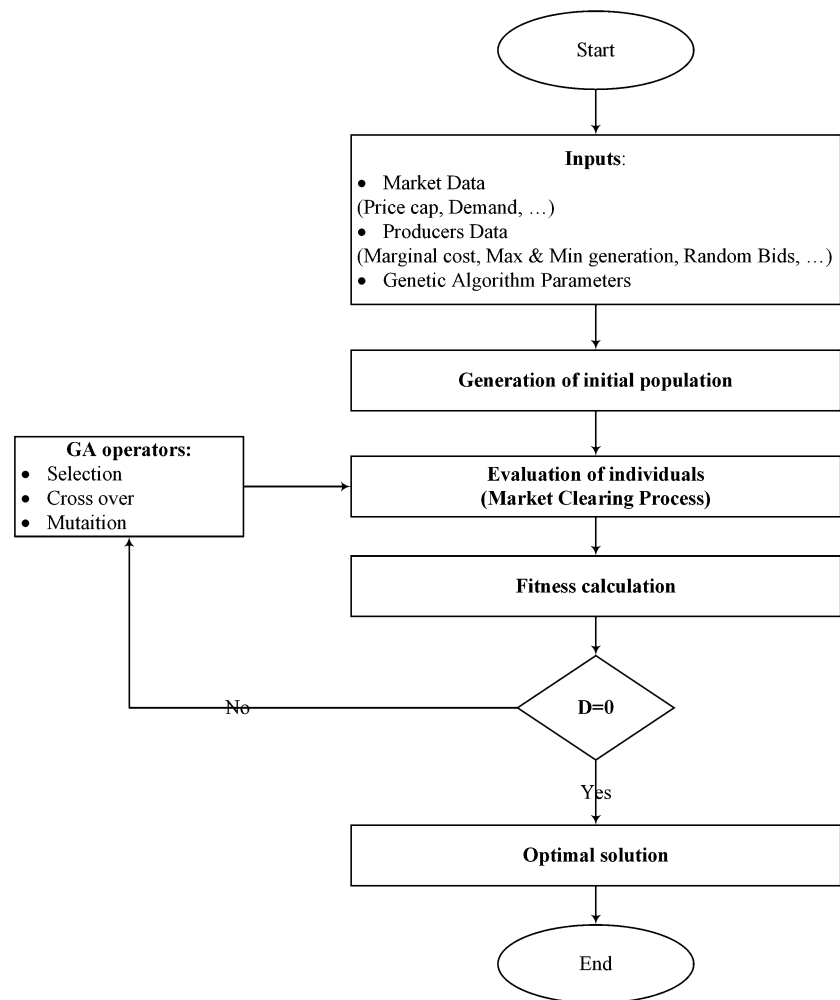 Start
Inputs:
• Market Data
(Price cap, Demand, …)
• Producers Data
(Marginal cost, Max & Min generation, Random Bids, …)
• Genetic Algorithm Parameters
Generation of initial population
GA operators:
• Selection
• Cross over
• Mutaition
Evaluation of individuals
(Market Clearing Process)
Fitness calculation
D=0
No
Yes
Optimal solution
End